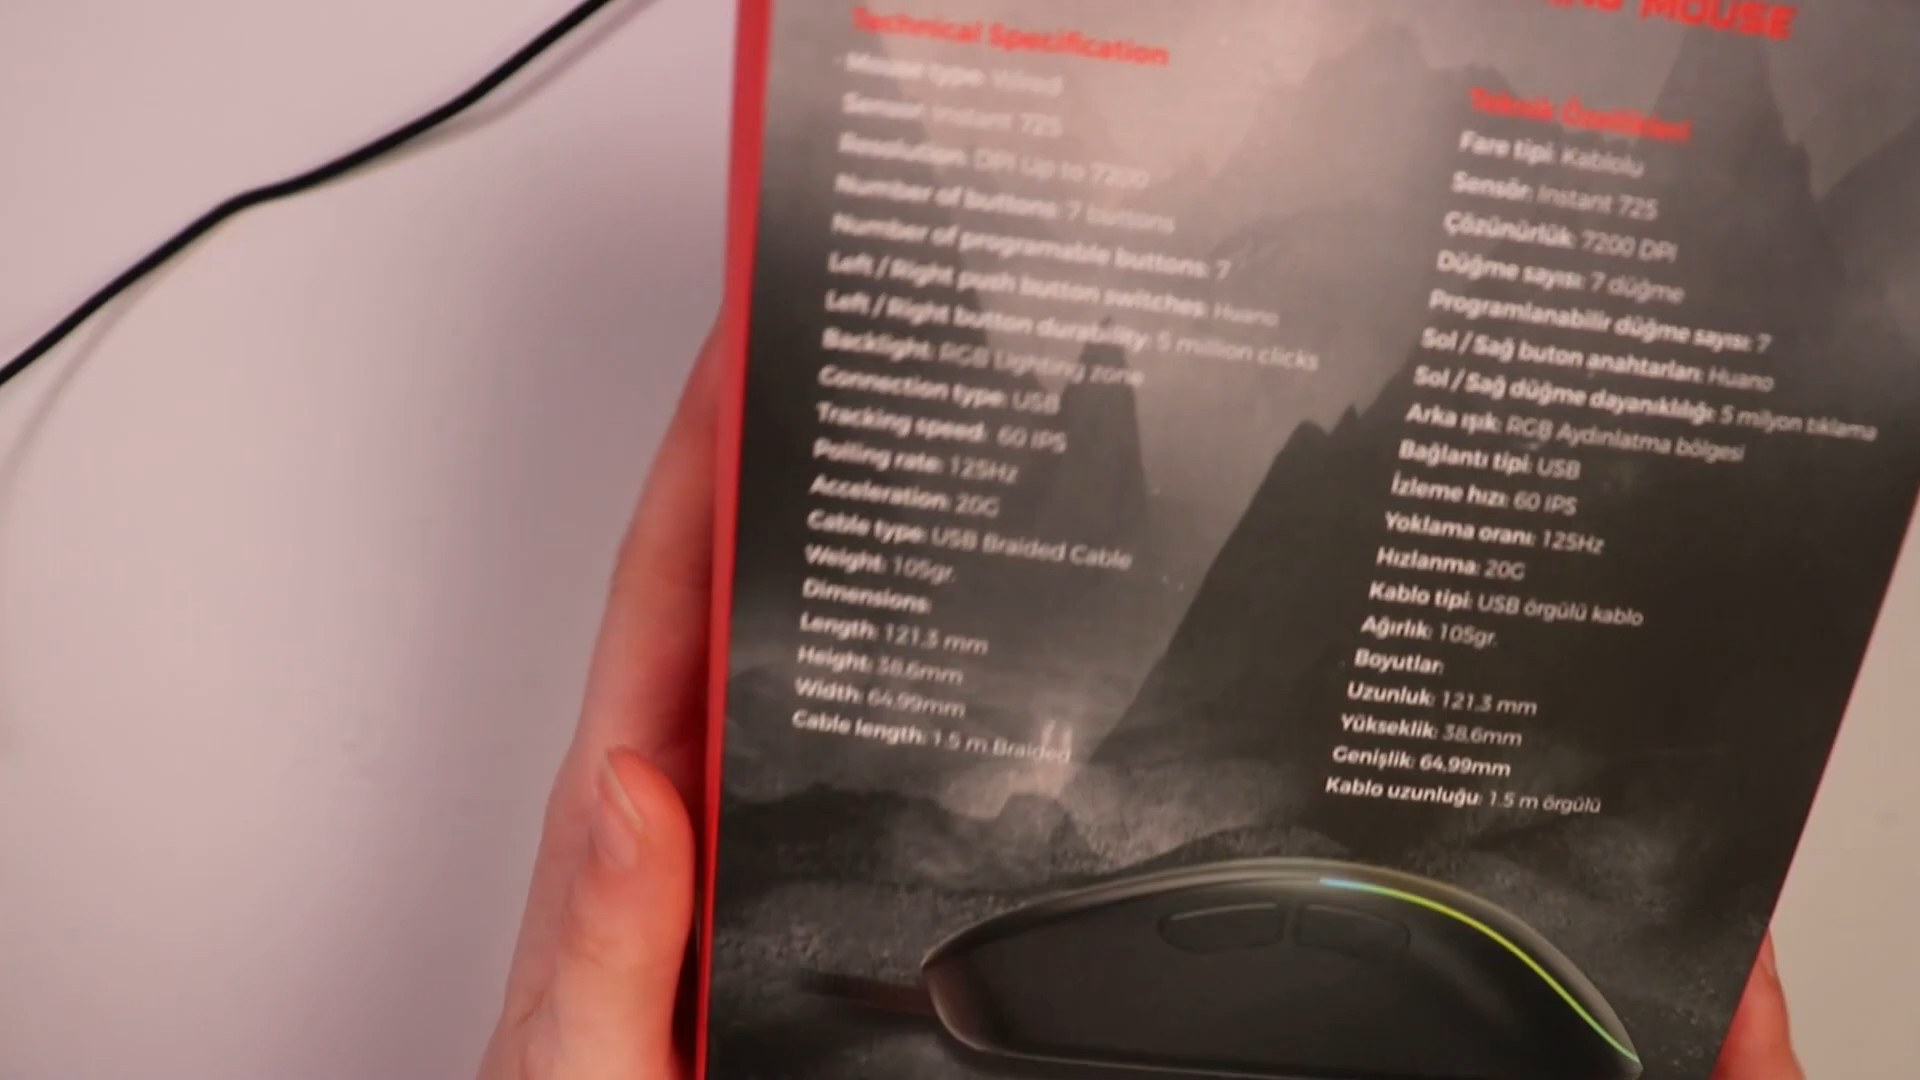 MOUSE
Technical Specification
Mouse type: Wired
Sensor: Instant 725
Resolution: DPI Up to 7200
Number of buttons: 7 buttons
Number of programable buttons: 7
Left / Right push button switches: Huano
Left / Right button durability: 5 million clicks
Backlight: RGB Lighting zone
Connection type: USB
Tracking speed: 60 IPS
Polling rate: 125Hz
Acceleration: 20G
Cable type: USB Braided Cable
Weight: 105gr.
Dimensions:
Length: 121.3 mm
Height: 38.6mm
Width: 64.99mm
Cable length: 1.5 m Braided
Teknik Özellikleri
Fare tipi: Kablolu
Sensör: Instant 725
Çözünürlük: 7200 DPI
Düğme sayısı: 7 düğme
Programlanabilir düğme sayısı: 7
Sol / Sağ buton anahtarları: Huano
Sol / Sağ düğme dayanıklılığı: 5 milyon tıklama
Arka ışık: RGB Aydınlatma bölgesi
Bağlantı tipi: USB
İzleme hızı: 60 IPS
Yoklama oranı: 125Hz
Hızlanma: 20G
Kablo tipi: USB örgülü kablo
Ağırlık: 105gr.
Boyutlar:
Uzunluk: 121.3 mm
Yükseklik: 38.6mm
Genişlik: 64.99mm
Kablo uzunluğu: 1.5 m örgülü